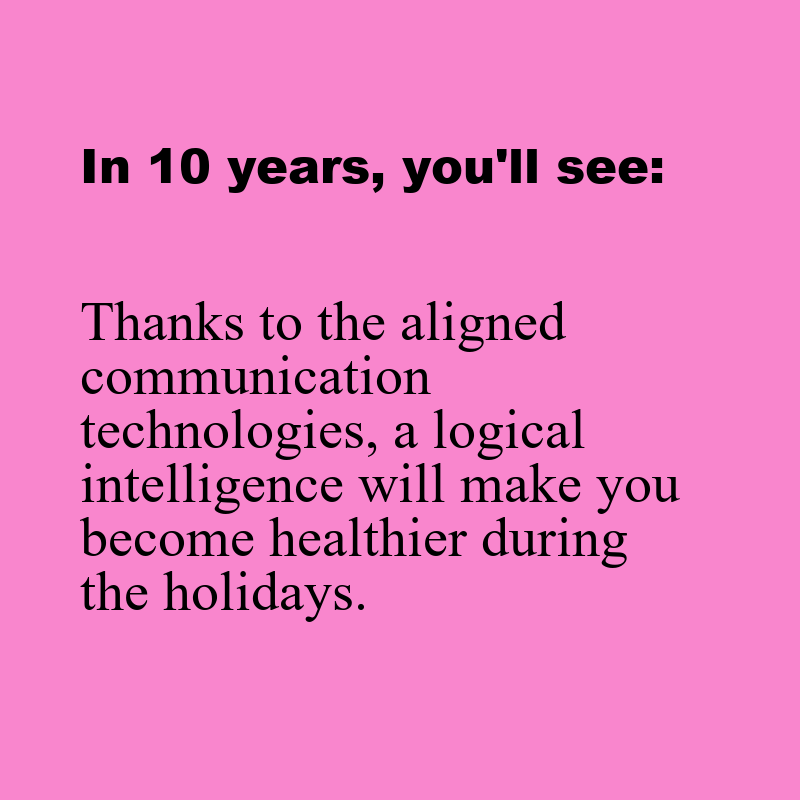 In 10 years, you'll see:
Thanks to the aligned
communication
technologies, a logical
intelligence will make you
become healthier during
the holidays.